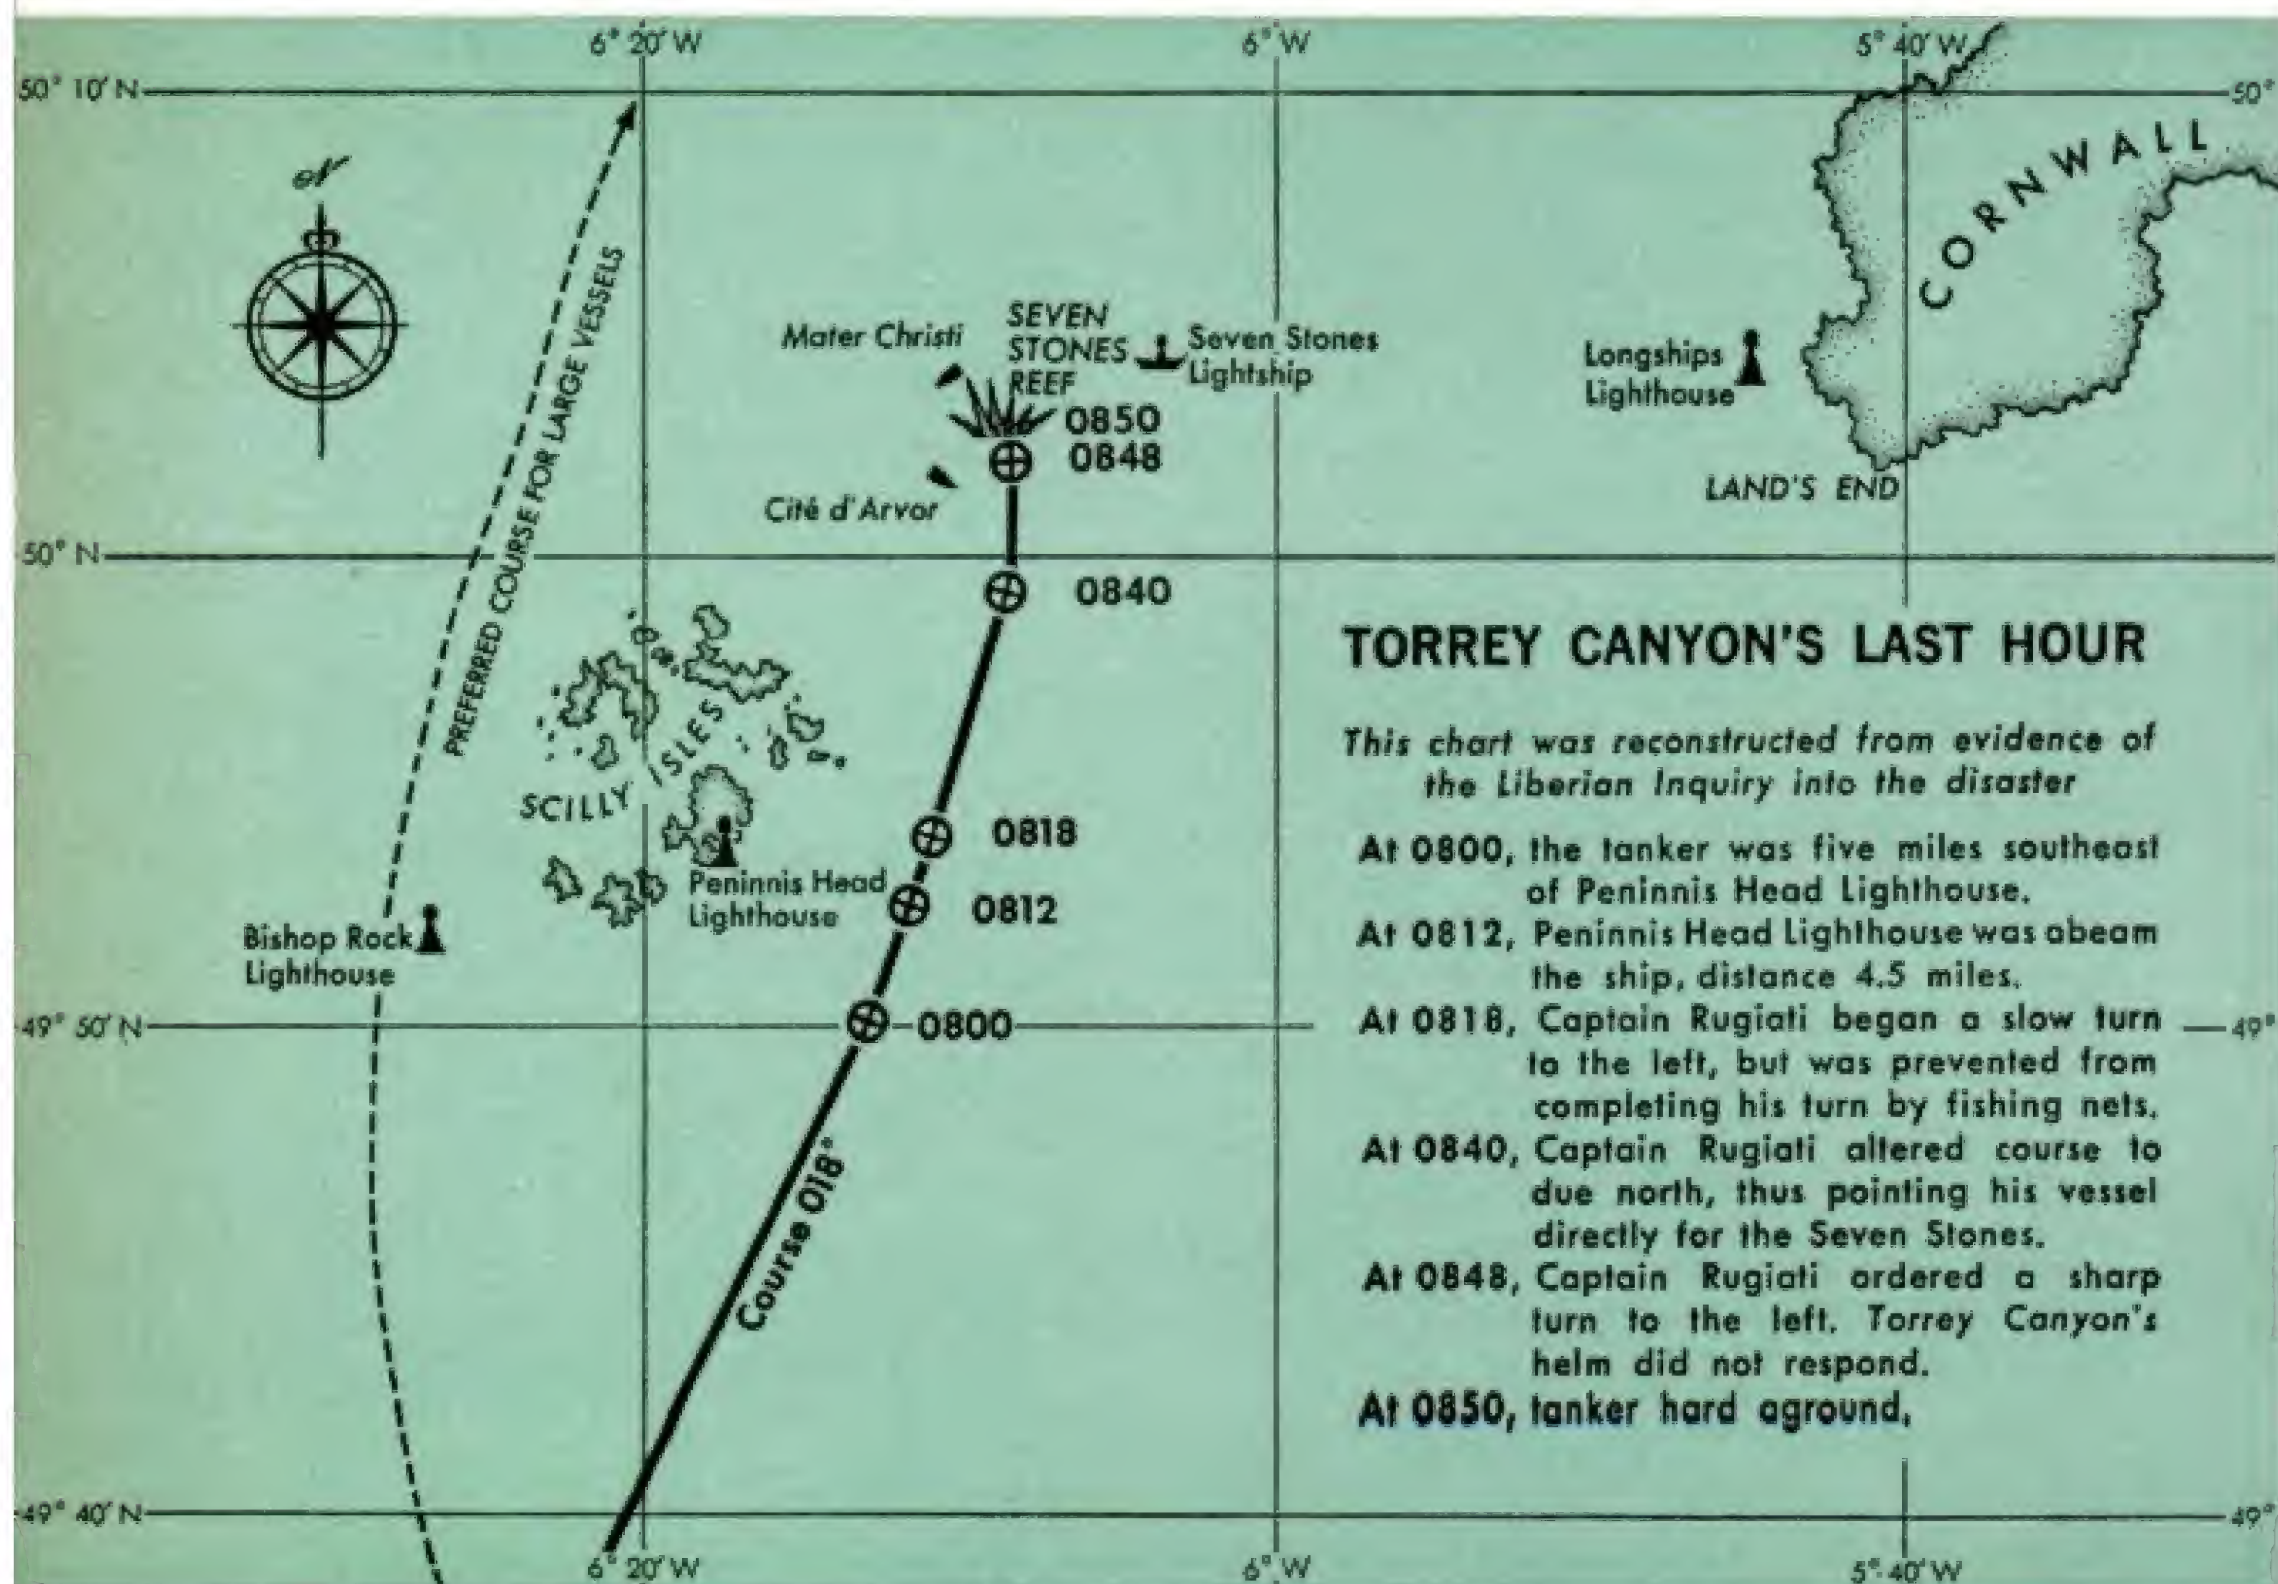 6° 20' W
6° W
5° 40' W
50° 10' N
50°
N
CORNWALL
PREFERRED COURSE FOR LARGE VESSELS
Mater Christi
SEVEN
STONES
REEF
Seven Stones
Lightship
Longships
Lighthouse
0850
0848
LAND'S END
Cité d'Arvor
50° N
0840
SCILLY ISLES
0818
Peninnis Head
Lighthouse
0812
Bishop Rock
Lighthouse
49° 50' N
0800
49°
Course 018°
49° 40' N
49°
6° 20' W
6° W
5° 40' W
TORREY CANYON'S LAST HOUR
This chart was reconstructed from evidence of
the Liberian Inquiry into the disaster
At 0800, the tanker was five miles southeast
of Peninnis Head Lighthouse.
At 0812, Peninnis Head Lighthouse was abeam
the ship, distance 4.5 miles.
At 0818, Captain Rugiati began a slow turn
to the left, but was prevented from
completing his turn by fishing nets.
At 0840, Captain Rugiati altered course to
due north, thus pointing his vessel
directly for the Seven Stones.
At 0848, Captain Rugiati ordered a sharp
turn to the left. Torrey Canyon's
helm did not respond.
At 0850, tanker hard aground.